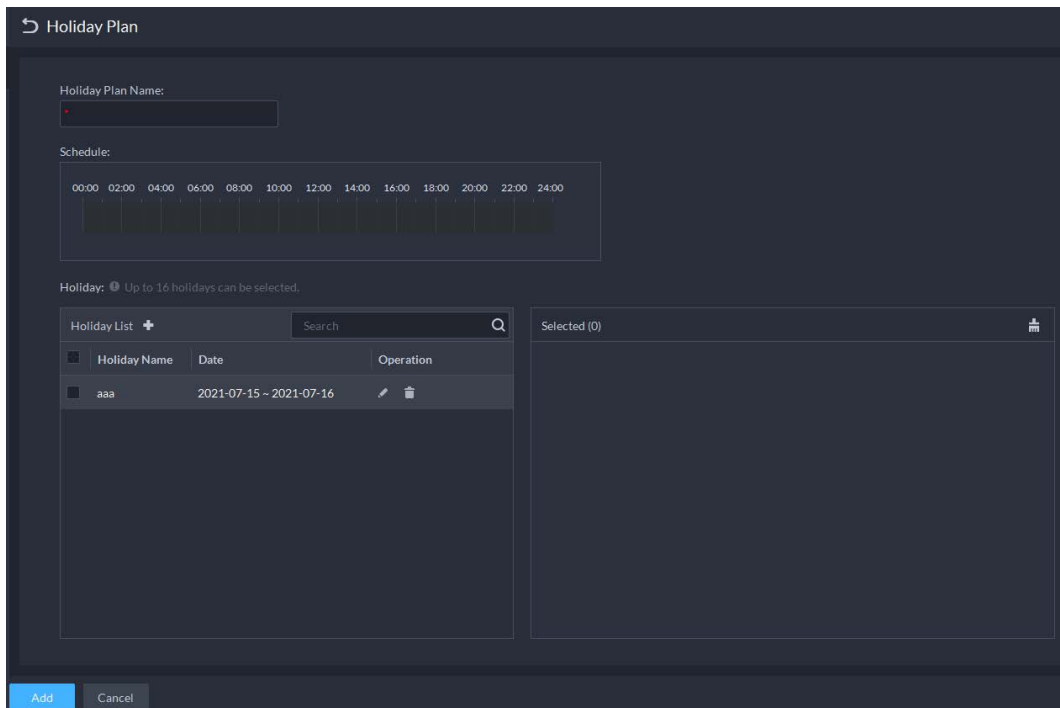 Holiday Plan
Holiday Plan Name:
*
Schedule:
00:00 02:00 04:00 06:00 08:00 10:00 12:00 14:00 16:00 18:00 20:00 22:00 24:00
Holiday: Up to 16 holidays can be selected.
Holiday List Search
Selected (0)
Holiday Name Date Operation
aaa 2021-07-15 ~ 2021-07-16
Add Cancel